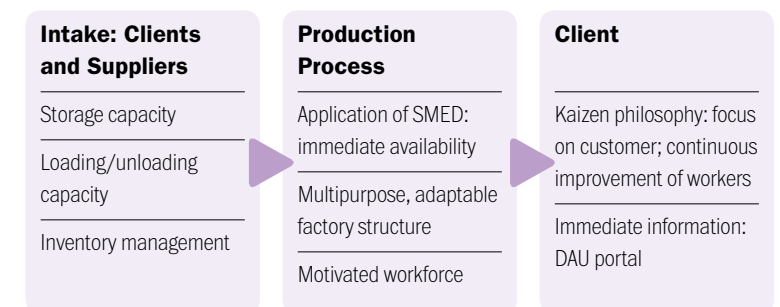 Intake: Clients
and Suppliers
Storage capacity
Loading/unloading
capacity
Inventory management
Production
Process
Application of SMED:
immediate availability
Multipurpose, adaptable
factory structure
Motivated workforce
Client
Kaizen philosophy: focus
on customer; continuous
improvement of workers
Immediate information:
DAU portal